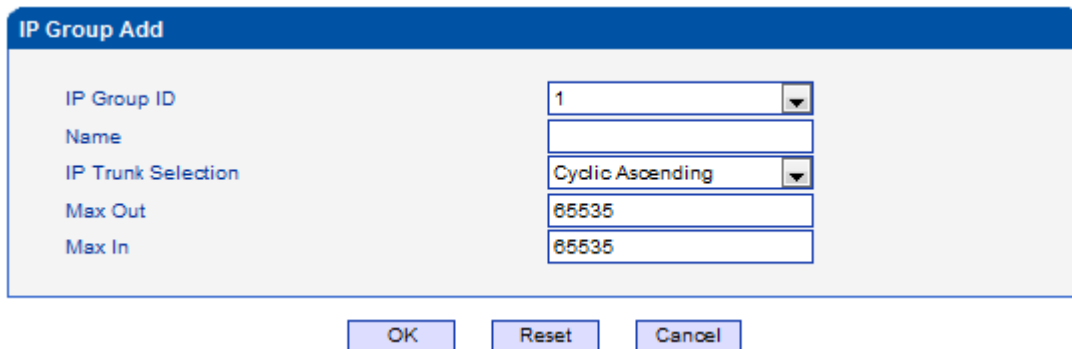 IP Group Add
IP Group ID 1
Name
IP Trunk Selection Cyclic Ascending
Max Out 65535
Max In 65535
OK Reset Cancel